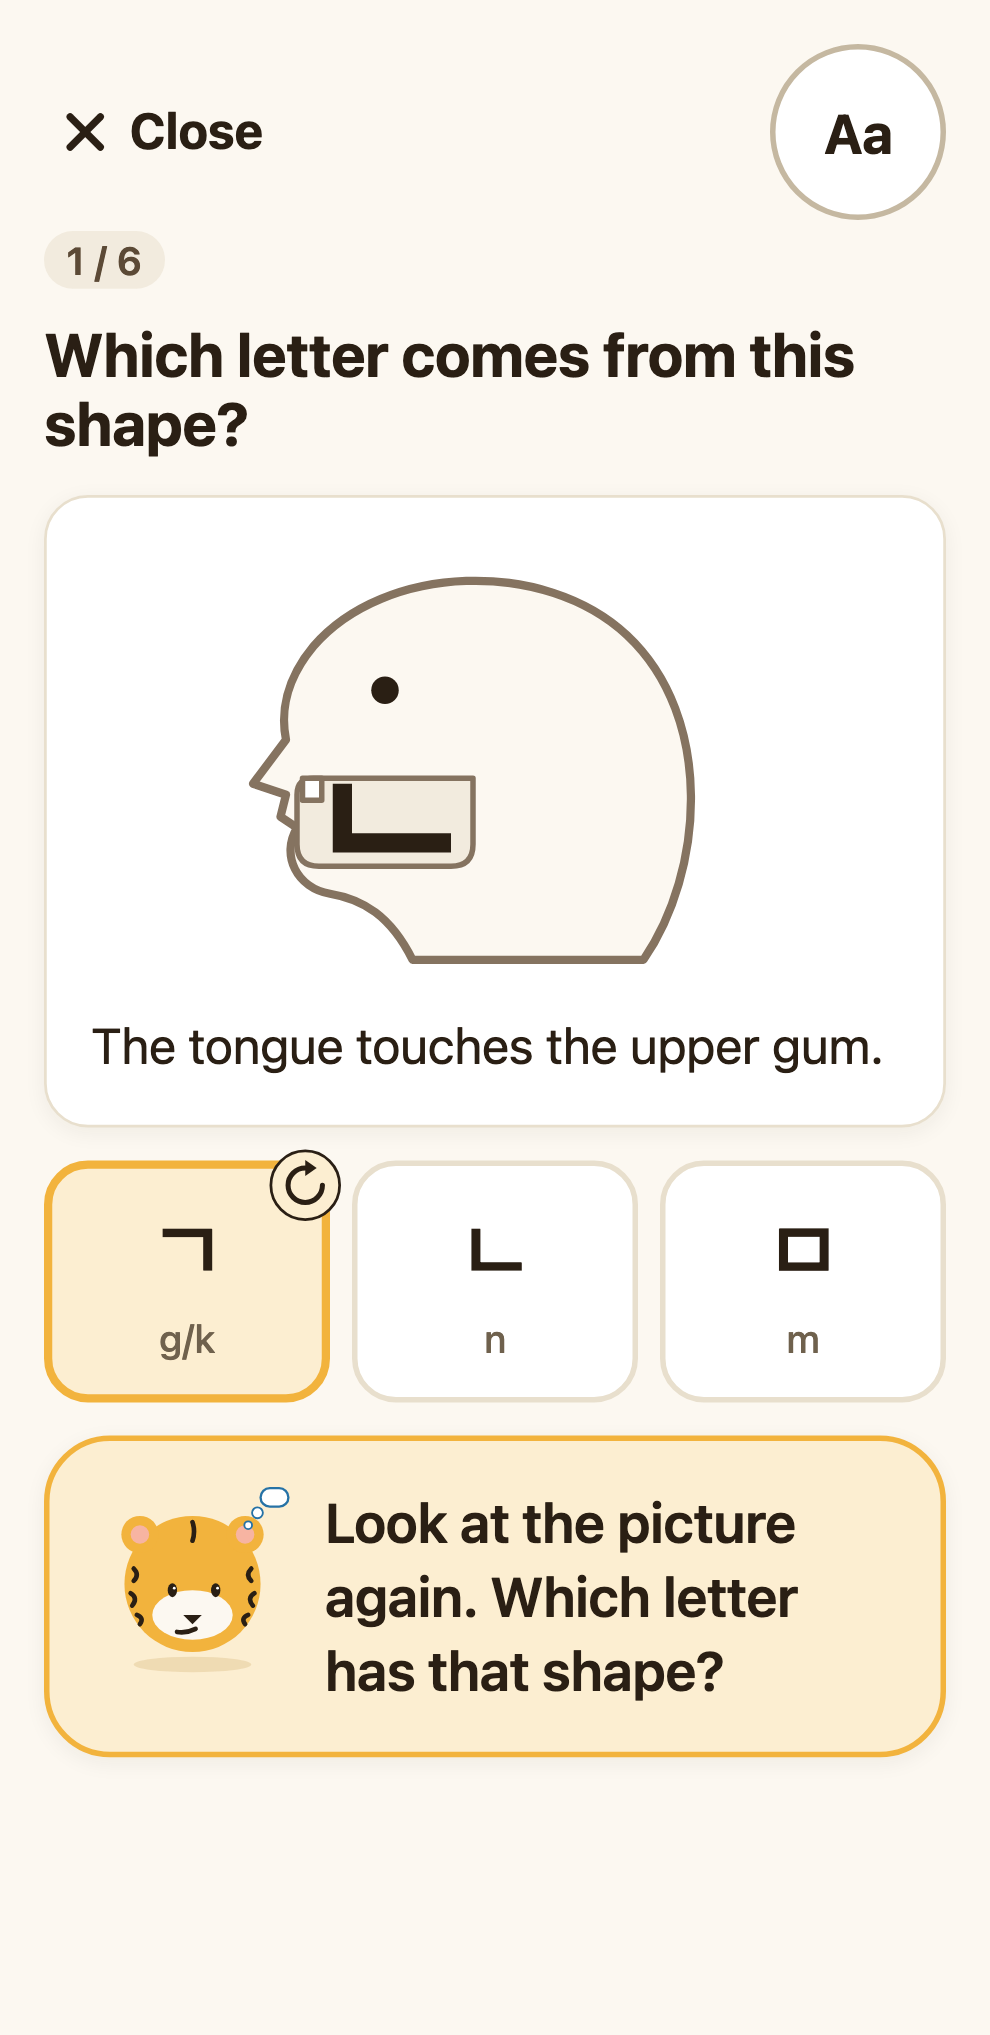 Close
Aa
1 / 6
Which letter comes from this
shape?
The tongue touches the upper gum.
ㄱ ㄴ ㅁ
g/k n m
Look at the picture
again. Which letter
has that shape?